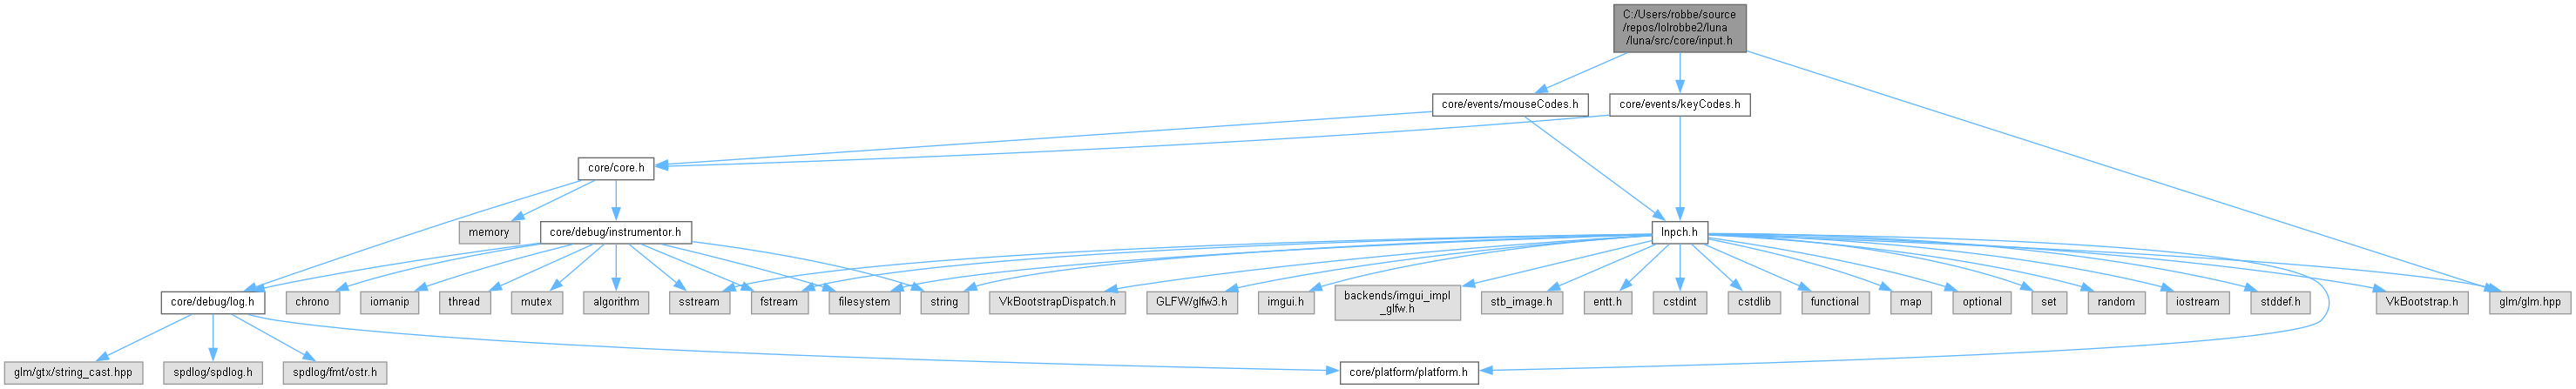 C:/Users/robbe/source
/repos/lolrobbe2/luna
/luna/src/core/input.h
core/events/mouseCodes.h
core/events/keyCodes.h
core/core.h
memory
core/debug/instrumentor.h
lnpch.h
core/debug/log.h
chrono
iomanip
thread
mutex
algorithm
sstream
fstream
filesystem
string
VkBootstrapDispatch.h
GLFW/glfw3.h
imgui.h
backends/imgui_impl
_glfw.h
stb_image.h
entt.h
cstdint
cstdlib
functional
map
optional
set
random
iostream
stddef.h
VkBootstrap.h
glm/glm.hpp
glm/gtx/string_cast.hpp
spdlog/spdlog.h
spdlog/fmt/ostr.h
core/platform/platform.h